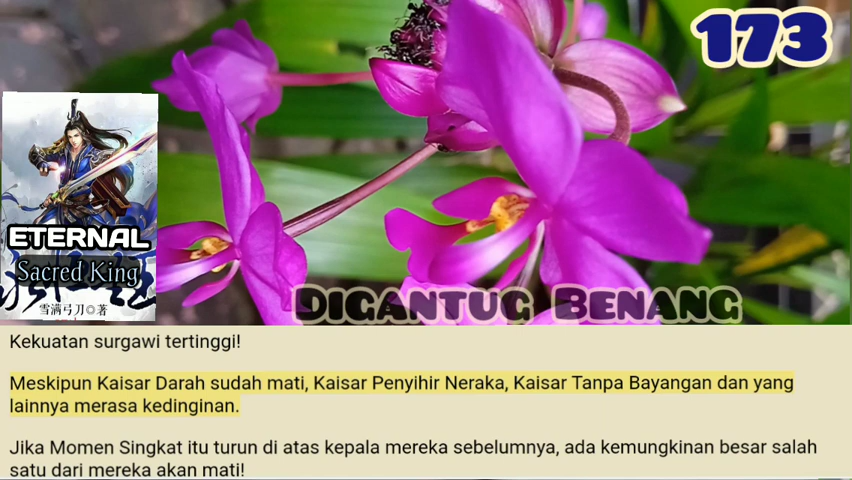 173
ETERNAL
Sacred King
雪满弓刀◎著
DIGANTUG BENANG
Kekuatan surgawi tertinggi!
Meskipun Kaisar Darah sudah mati, Kaisar Penyihir Neraka, Kaisar Tanpa Bayangan dan yang
lainnya merasa kedinginan.
Jika Momen Singkat itu turun di atas kepala mereka sebelumnya, ada kemungkinan besar salah
satu dari mereka akan mati!